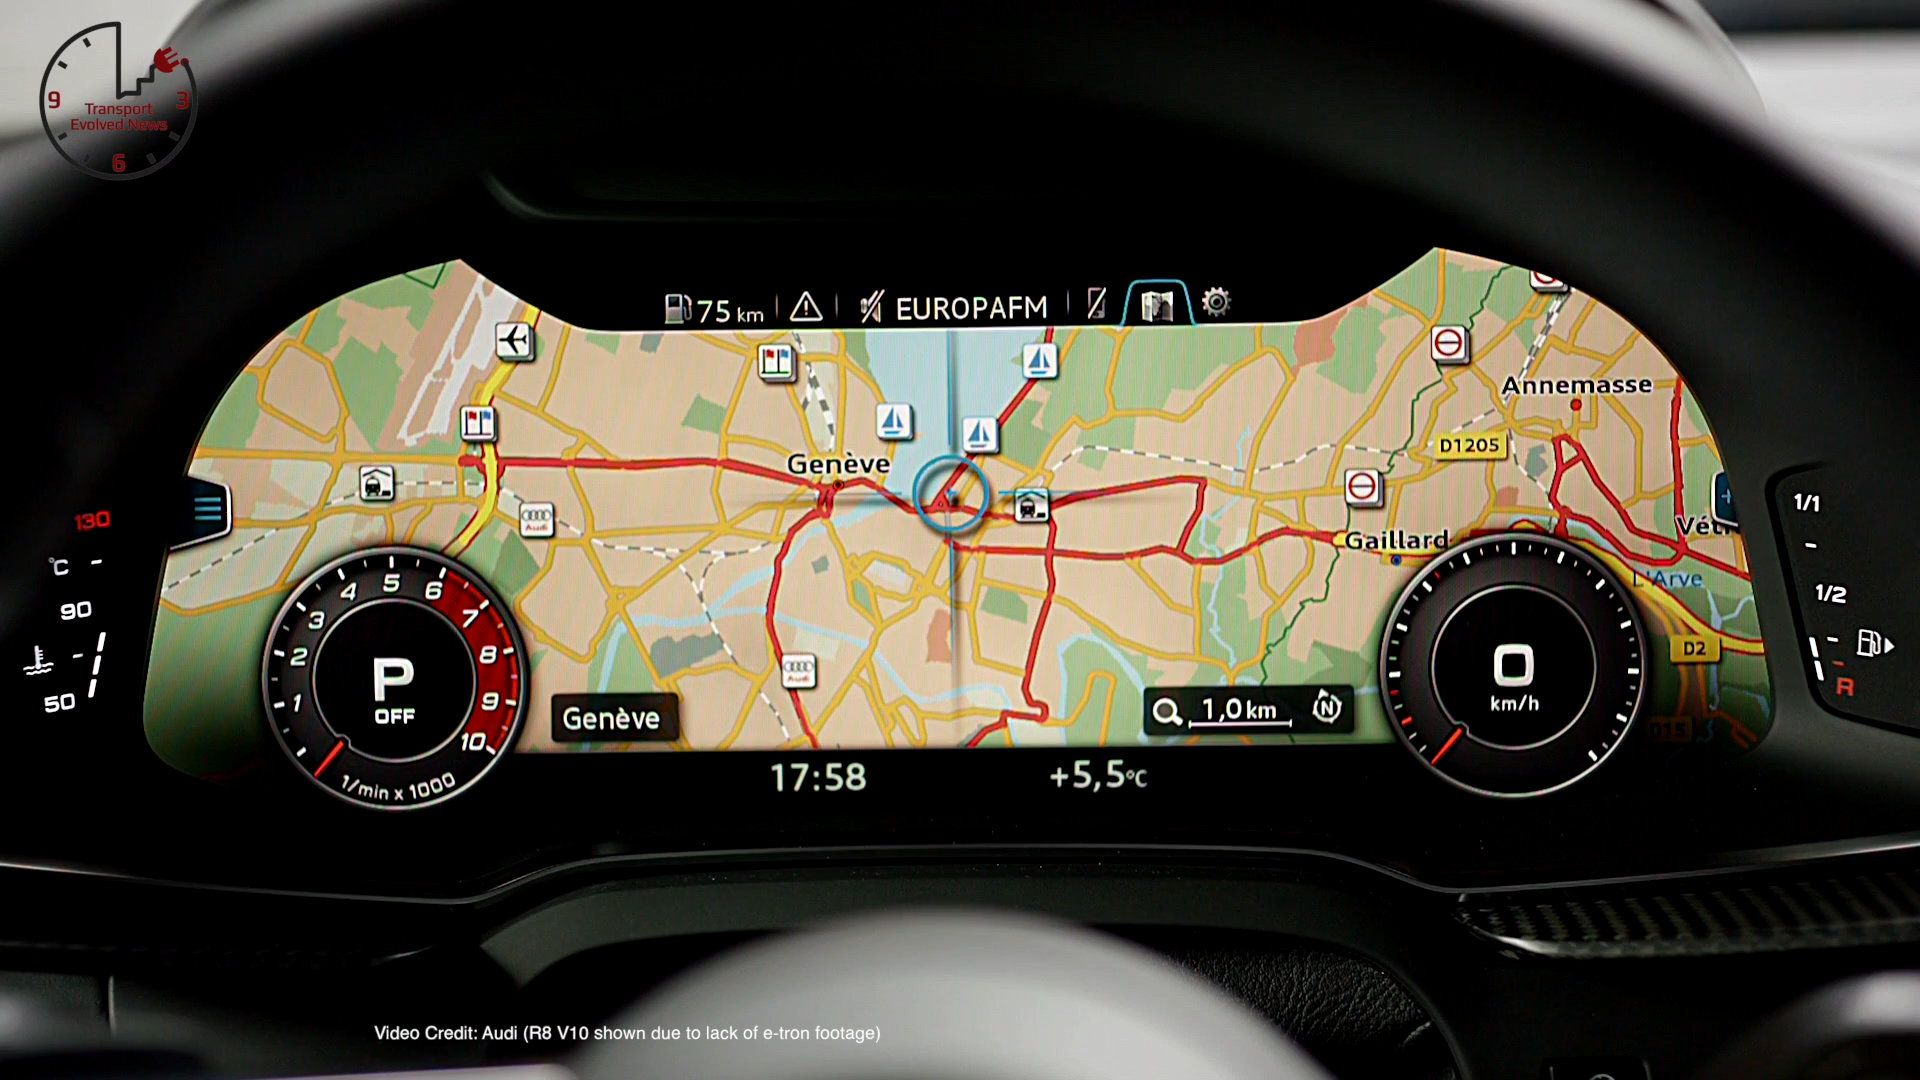 9
3
Transport
Evolved News
6
75 km
EUROPAFM
Annemasse
D1205
Genève
Audi
Gaillard
L'Arve
D2
D15
Audi
Genève
1,0 km
N
17:58
+5,5°C
130
°C
90
50
1
2
3
4
5
6
7
8
9
10
P
OFF
1/min x 1000
0
km/h
1/1
1/2
R
Video Credit: Audi (R8 V10 shown due to lack of e-tron footage)